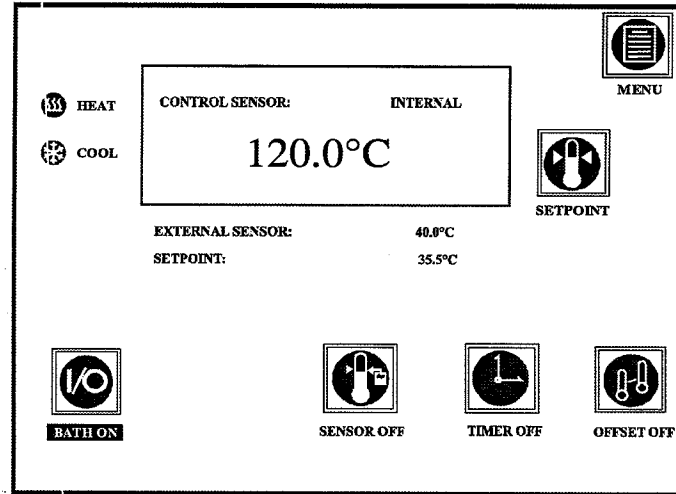 MENU
HEAT
CONTROL SENSOR: INTERNAL
COOL
120.0°C
SETPOINT
EXTERNAL SENSOR: 40.0°C
SETPOINT: 35.5°C
I/O
BATH ON
SENSOR OFF
TIMER OFF
OFFSET OFF